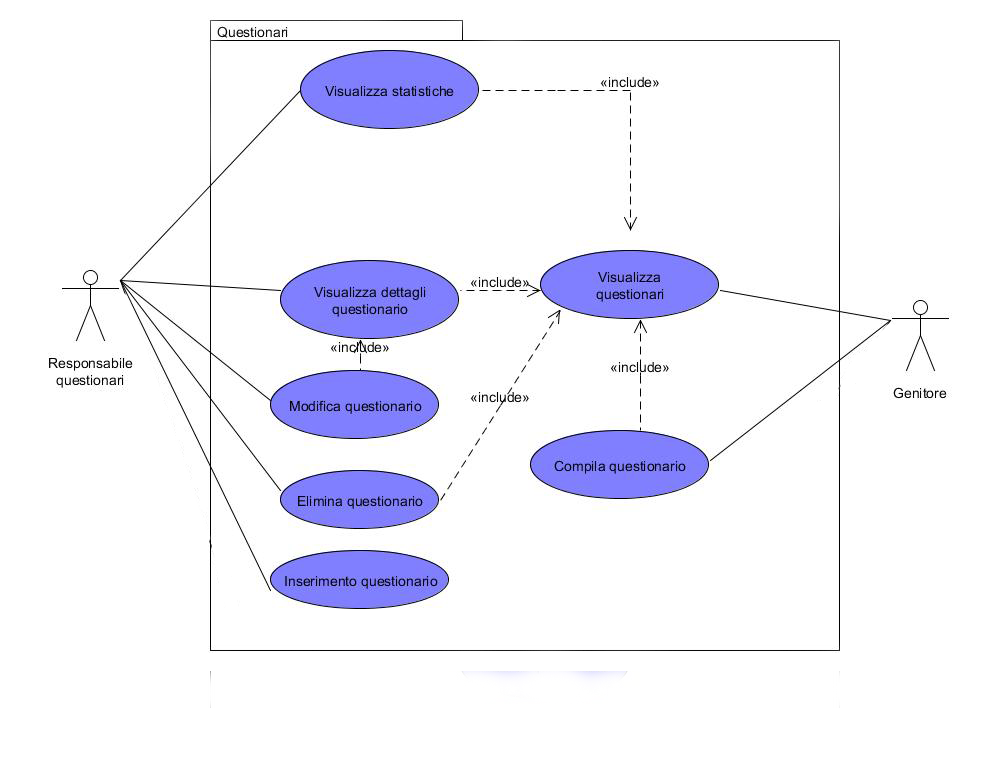 Questionari
Visualizza statistiche
«include»
Visualizza dettagli
questionario
«include»
Visualizza
questionari
«include»
Responsabile
questionari
Modifica questionario
«include»
«include»
Genitore
Compila questionario
Elimina questionario
Inserimento questionario